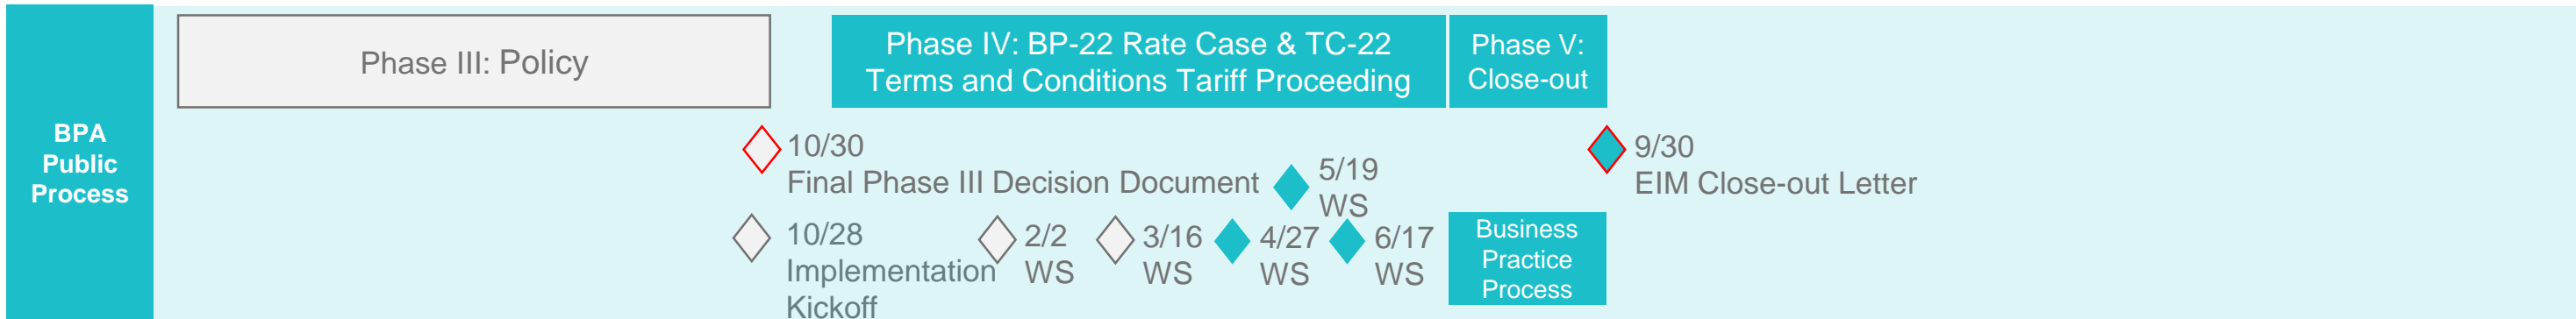 BPA
Public
Process
Phase III: Policy
Phase IV: BP-22 Rate Case & TC-22
Terms and Conditions Tariff Proceeding
Phase V:
Close-out
10/30
Final Phase III Decision Document
5/19
WS
9/30
EIM Close-out Letter
10/28
Implementation
Kickoff
2/2
WS
3/16
WS
4/27
WS
6/17
WS
Business
Practice
Process